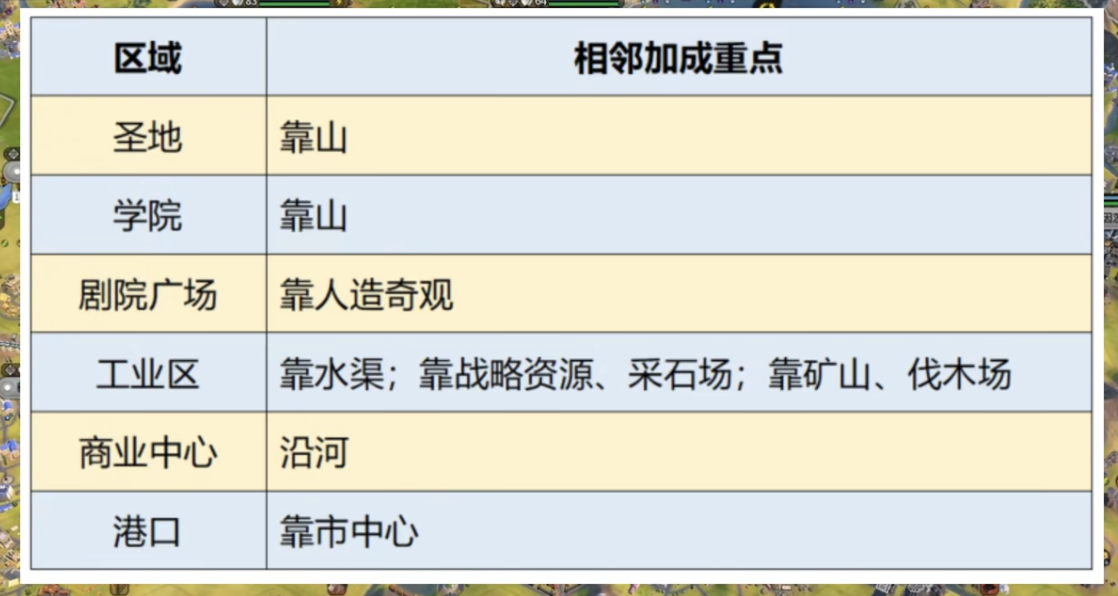 区域 相邻加成重点
圣地 靠山
学院 靠山
剧院广场 靠人造奇观
工业区 靠水渠；靠战略资源、采石场；靠矿山、伐木场
商业中心 沿河
港口 靠市中心